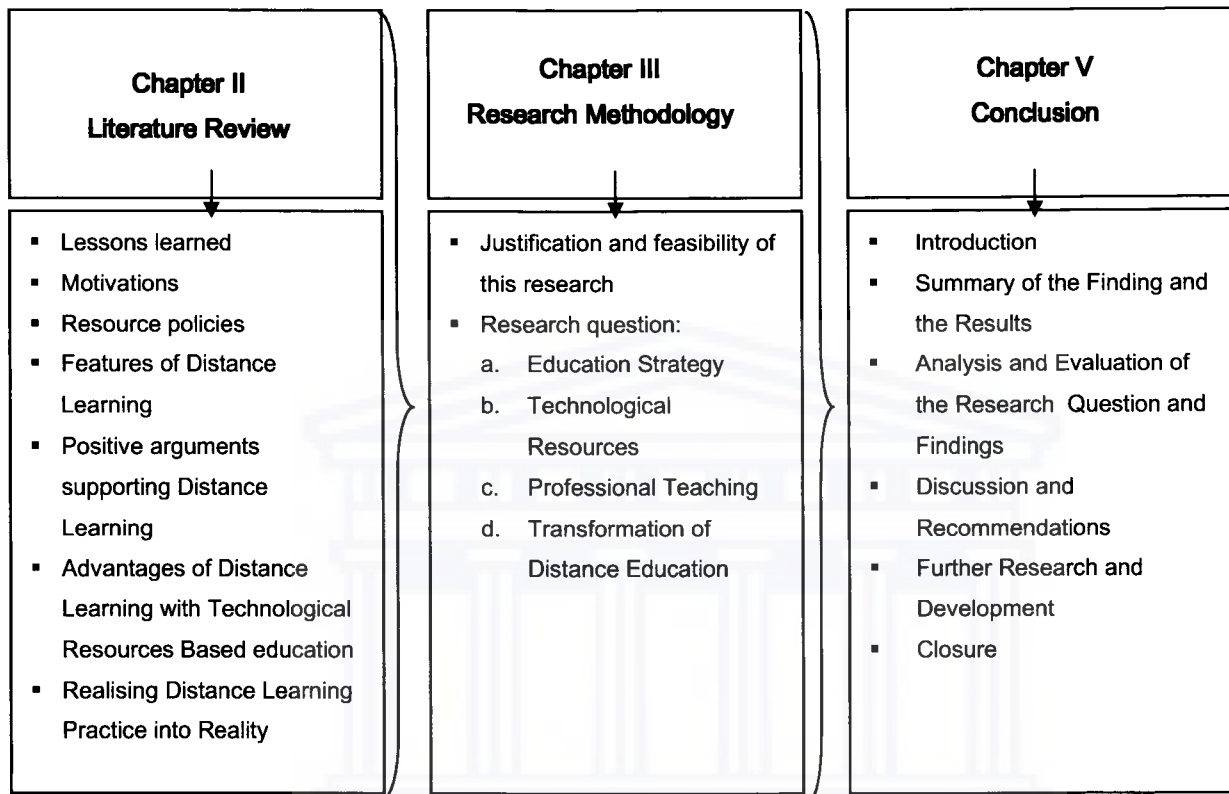 Chapter II
Literature Review
▪ Lessons learned
▪ Motivations
▪ Resource policies
▪ Features of Distance
Learning
▪ Positive arguments
supporting Distance
Learning
▪ Advantages of Distance
Learning with Technological
Resources Based education
▪ Realising Distance Learning
Practice into Reality
Chapter III
Research Methodology
▪ Justification and feasibility of
this research
▪ Research question:
a. Education Strategy
b. Technological
Resources
c. Professional Teaching
d. Transformation of
Distance Education
Chapter V
Conclusion
▪ Introduction
▪ Summary of the Finding and
the Results
▪ Analysis and Evaluation of
the Research Question and
Findings
▪ Discussion and
Recommendations
▪ Further Research and
Development
▪ Closure